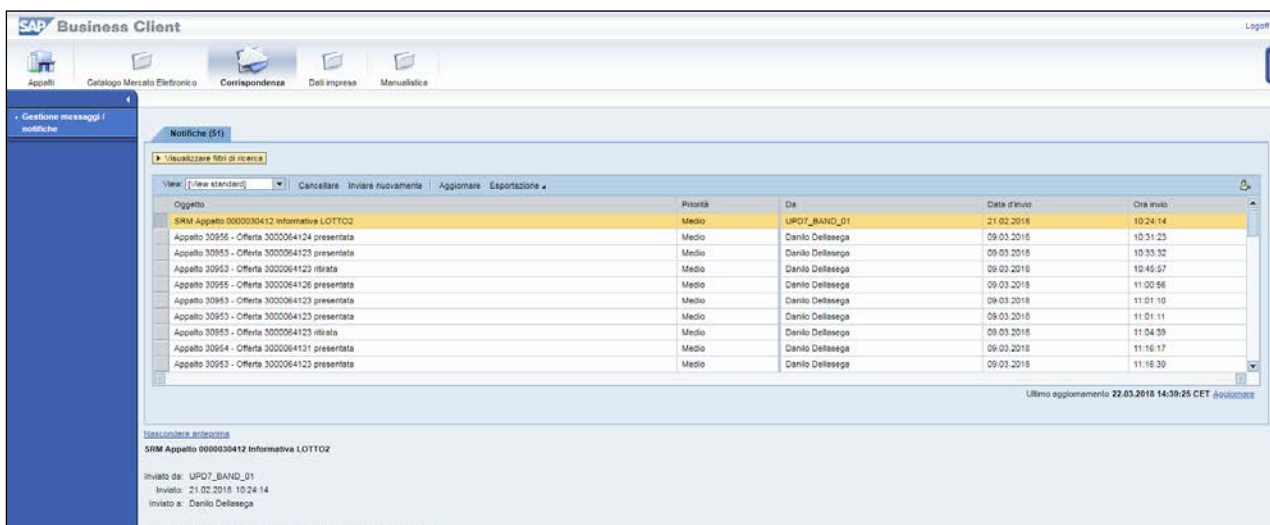 SAP Business Client
Logoff
Appalti Catalogo Mercato Elettronico Corrispondenza Dati impresa Manualistica
Gestione messaggi / notifiche
Notifiche (51)
Visualizzare filtri di ricerca
View: [View standard] Cancellare Inviare nuovamente Aggiornare Esportazione
Oggetto Priorità Da Data d'invio Ora invio
SRM Appalto 0000030412 Informativa LOTTO2 Medio UPD7_BAND_01 21.02.2018 10:24:14
Appalto 30956 - Offerta 3000064124 presentata Medio Danilo Dellasega 09.03.2018 10:31:23
Appalto 30953 - Offerta 3000064123 presentata Medio Danilo Dellasega 09.03.2018 10:33:32
Appalto 30953 - Offerta 3000064123 ritirata Medio Danilo Dellasega 09.03.2018 10:45:57
Appalto 30955 - Offerta 3000064126 presentata Medio Danilo Dellasega 09.03.2018 11:00:56
Appalto 30953 - Offerta 3000064123 presentata Medio Danilo Dellasega 09.03.2018 11:01:10
Appalto 30953 - Offerta 3000064123 presentata Medio Danilo Dellasega 09.03.2018 11:01:11
Appalto 30953 - Offerta 3000064123 ritirata Medio Danilo Dellasega 09.03.2018 11:04:39
Appalto 30954 - Offerta 3000064131 presentata Medio Danilo Dellasega 09.03.2018 11:16:17
Appalto 30953 - Offerta 3000064123 presentata Medio Danilo Dellasega 09.03.2018 11:16:39
Ultimo aggiornamento 22.03.2018 14:39:25 CET Aggiornare
Nascondere anteprima
SRM Appalto 0000030412 Informativa LOTTO2
Inviato da: UPD7_BAND_01
Inviato: 21.02.2018 10:24:14
Inviato a: Danilo Dellasega